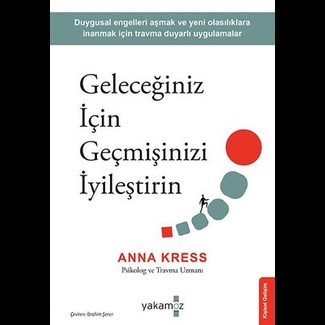 Duygusal engelleri aşmak ve yeni olasılıklara
inanmak için travma duyarlı uygulamalar
Geleceğiniz
İçin
Geçmişinizi
İyileştirin
ANNA KRESS
Psikolog ve Travma Uzmanı
Çeviren: İbrahim Şener
yakamoz
Kişisel Gelişim